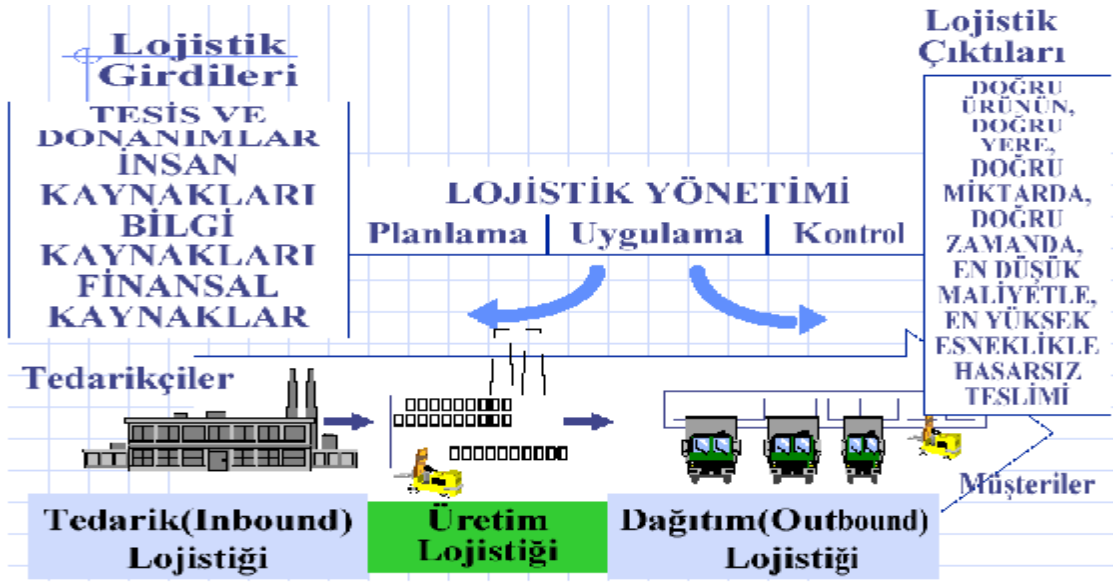 Lojistik
Girdileri
TESİS VE
DONANIMLAR
İNSAN
KAYNAKLARI
BİLGİ
KAYNAKLARI
FİNANSAL
KAYNAKLAR
LOJİSTİK YÖNETİMİ
Planlama Uygulama Kontrol
Lojistik
Çıktıları
DOĞRU
ÜRÜNÜN,
DOĞRU
YERE,
DOĞRU
MİKTARDA,
DOĞRU
ZAMANDA,
EN DÜŞÜK
MALİYETLE,
EN YÜKSEK
ESNEKLİKLE
HASARSIZ
TESLİMİ
Tedarikçiler
Müşteriler
Tedarik(Inbound)
Lojistiği
Üretim
Lojistiği
Dağıtım(Outbound)
Lojistiği